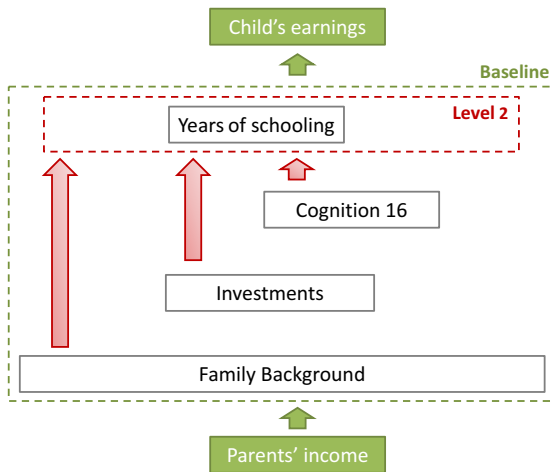 Child's earnings
Baseline
Level 2
Years of schooling
Cognition 16
Investments
Family Background
Parents' income